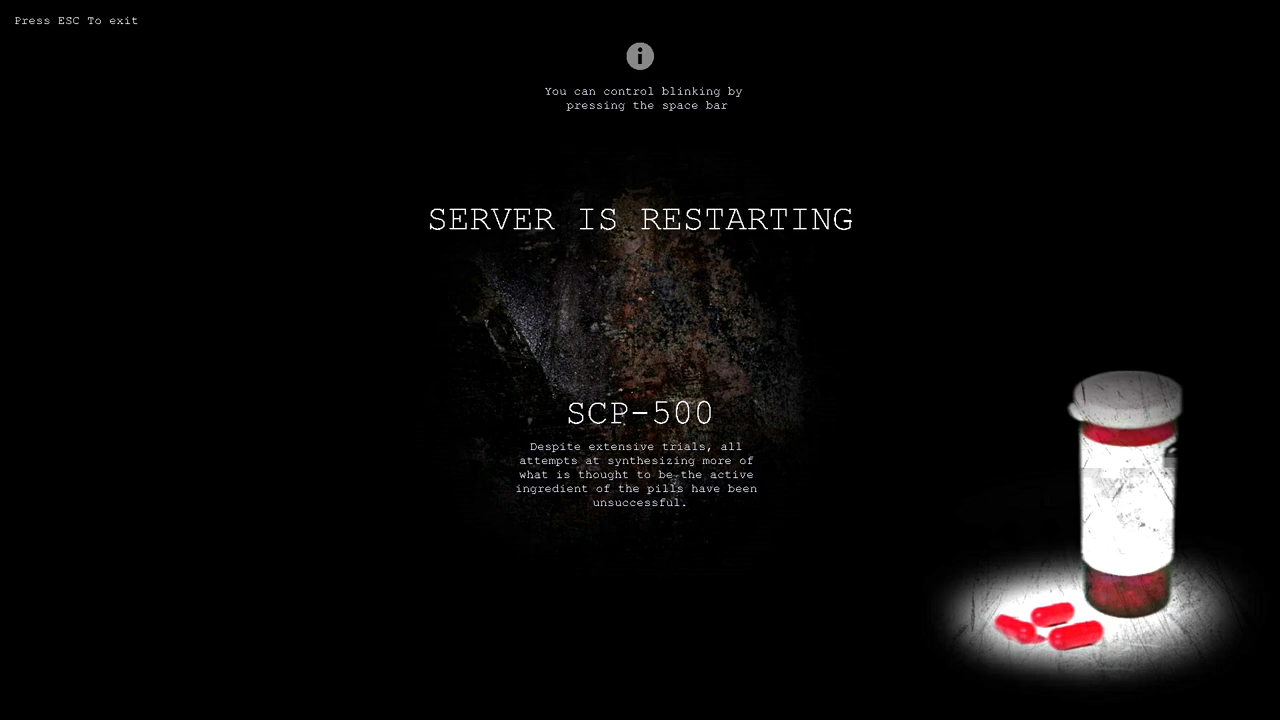 Press ESC To exit
You can control blinking by
pressing the space bar
SERVER IS RESTARTING
SCP-500
Despite extensive trials, all
attempts at synthesizing more of
what is thought to be the active
ingredient of the pills have been
unsuccessful.